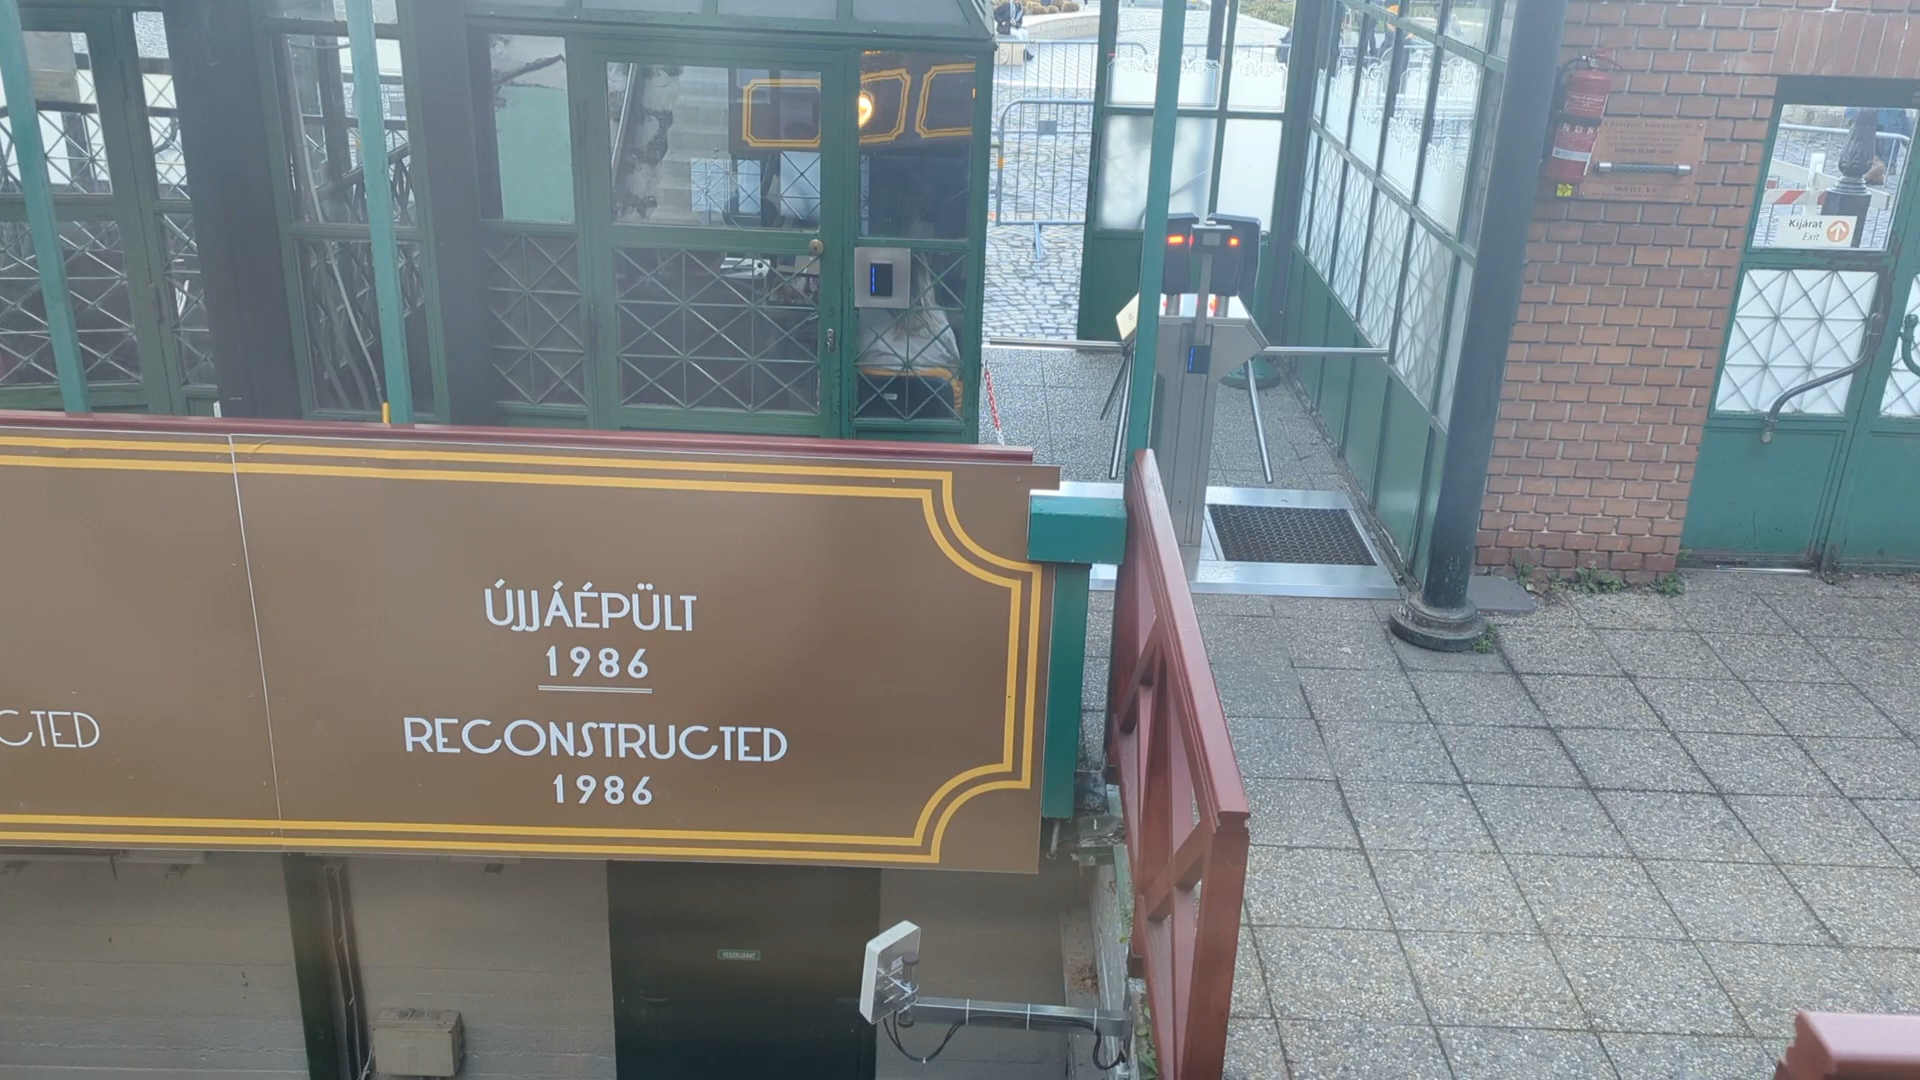 ÚJJÁÉPÜLT
1986
CTED
RECONSTRUCTED
1986
Kijárat
Exit